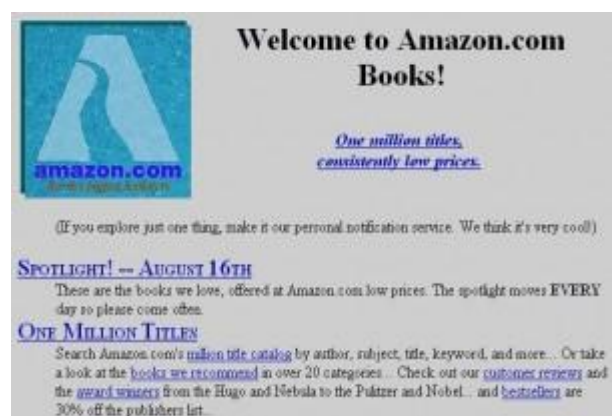 Welcome to Amazon.com
Books!
amazon.com
One million titles,
consistently low prices.
(If you explore just one thing, make it our personal notification service. We think it's very cool!)
SPOTLIGHT! -- AUGUST 16TH
These are the books we love, offered at Amazon.com low prices. The spotlight moves EVERY
day so please come often.
ONE MILLION TITLES
Search Amazon.com's million title catalog by author, subject, title, keyword, and more... Or take
a look at the books we recommend in over 20 categories... Check out our customer reviews and
the award winners from the Hugo and Nebula to the Pulitzer and Nobel... and bestsellers are
30% off the publishers list...